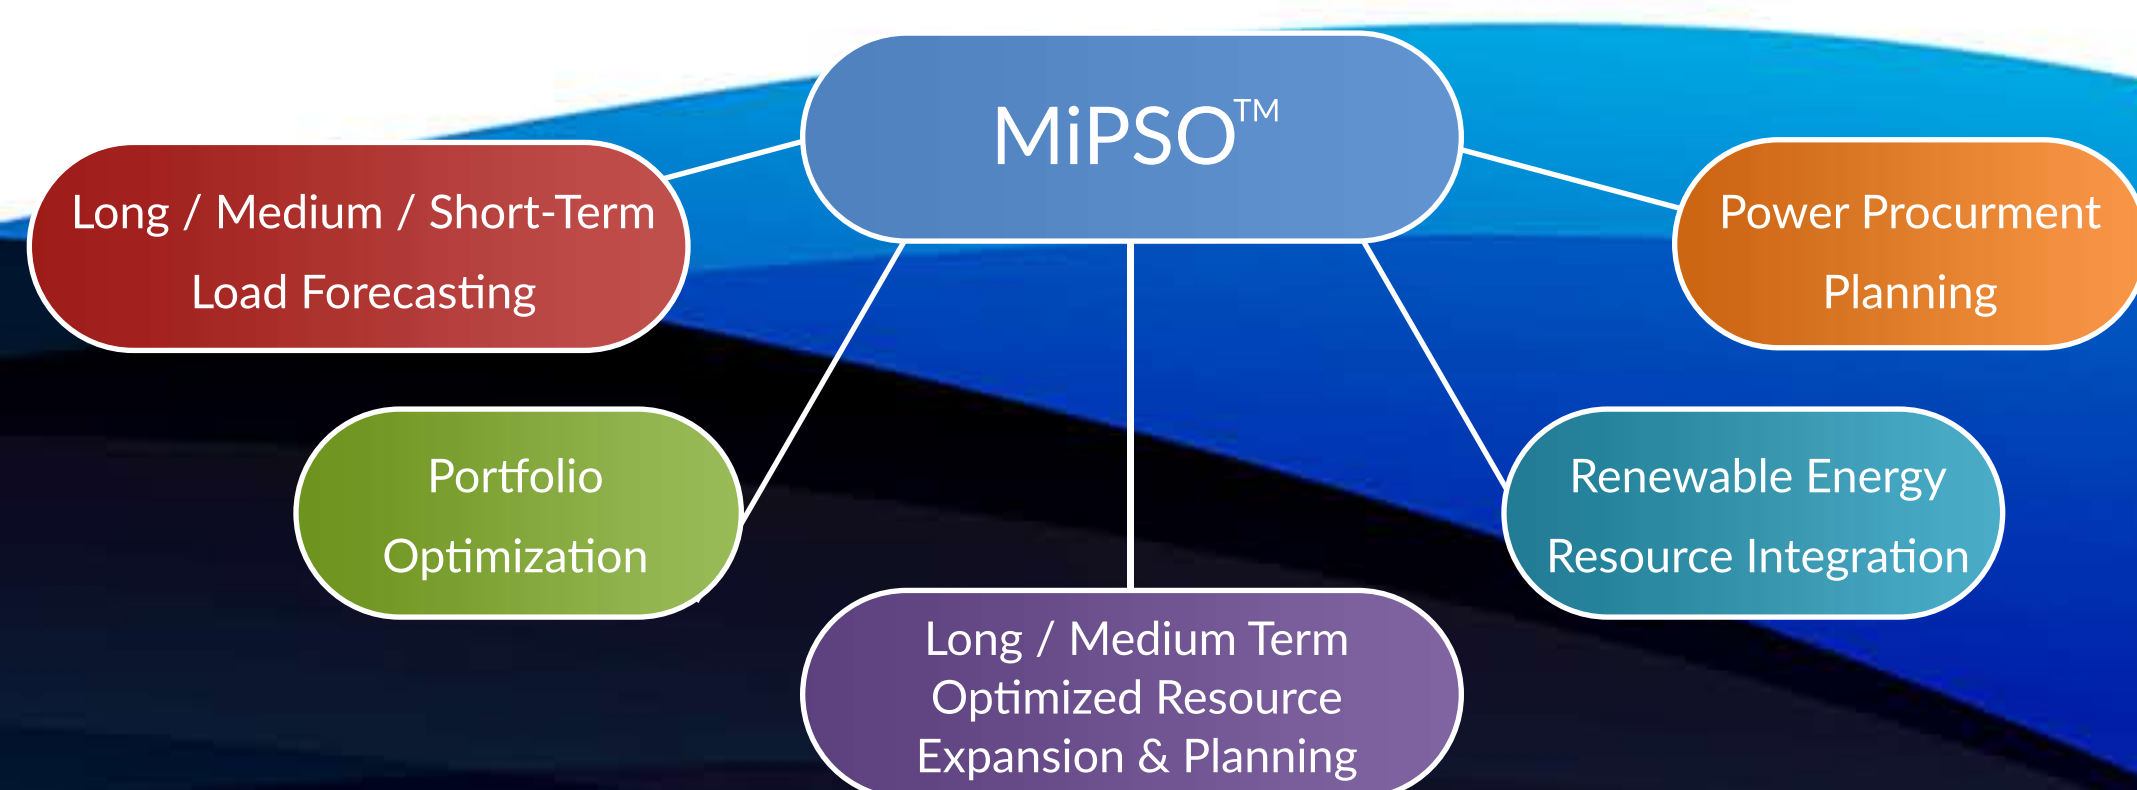 MiPSO™
Long / Medium / Short-Term
Load Forecasting
Power Procurment
Planning
Portfolio
Optimization
Renewable Energy
Resource Integration
Long / Medium Term
Optimized Resource
Expansion & Planning